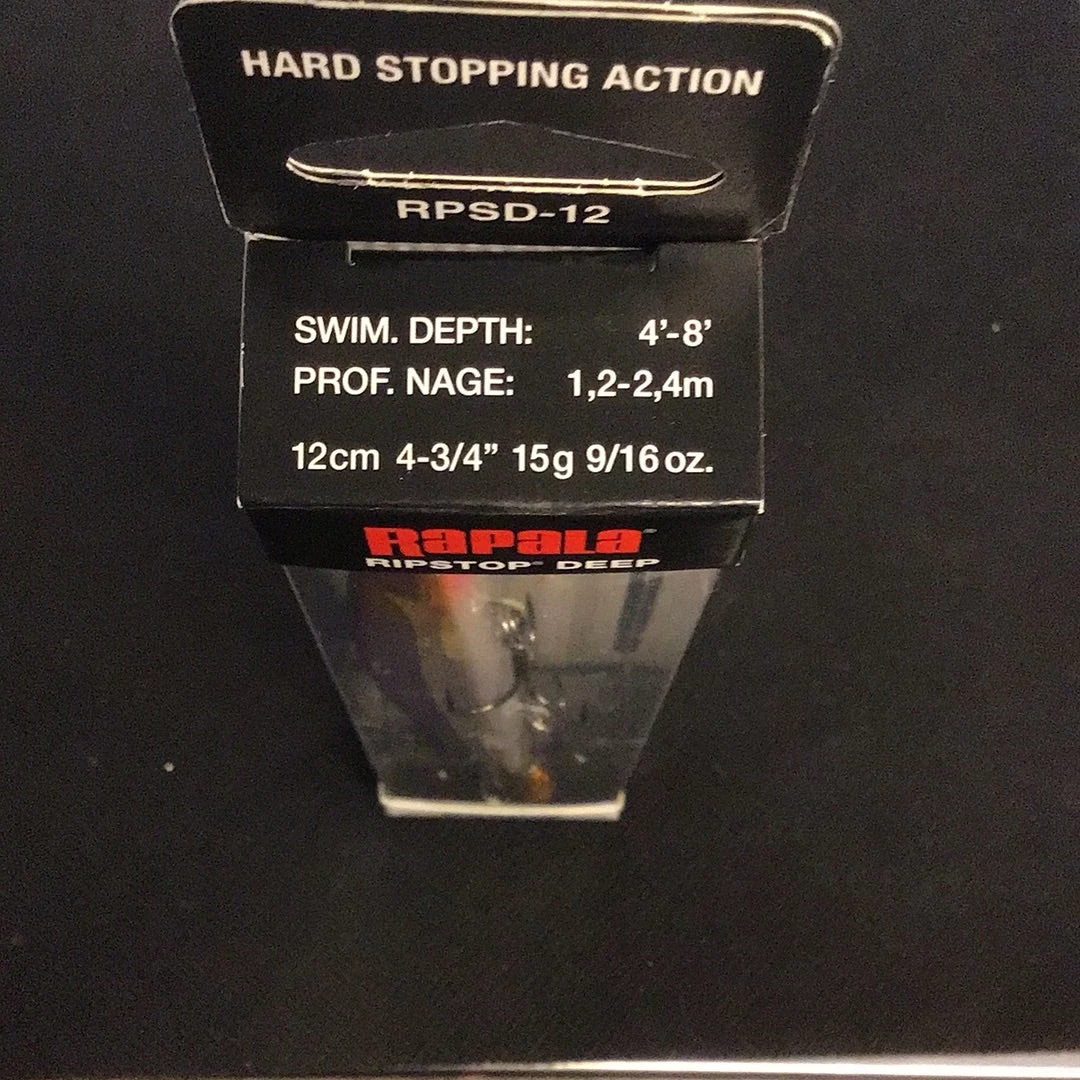 HARD STOPPING ACTION
RPSD-12
SWIM. DEPTH: 4'-8'
PROF. NAGE: 1,2-2,4m
12cm 4-3/4” 15g 9/16 oz.
RAPALA
RIPSTOP DEEP